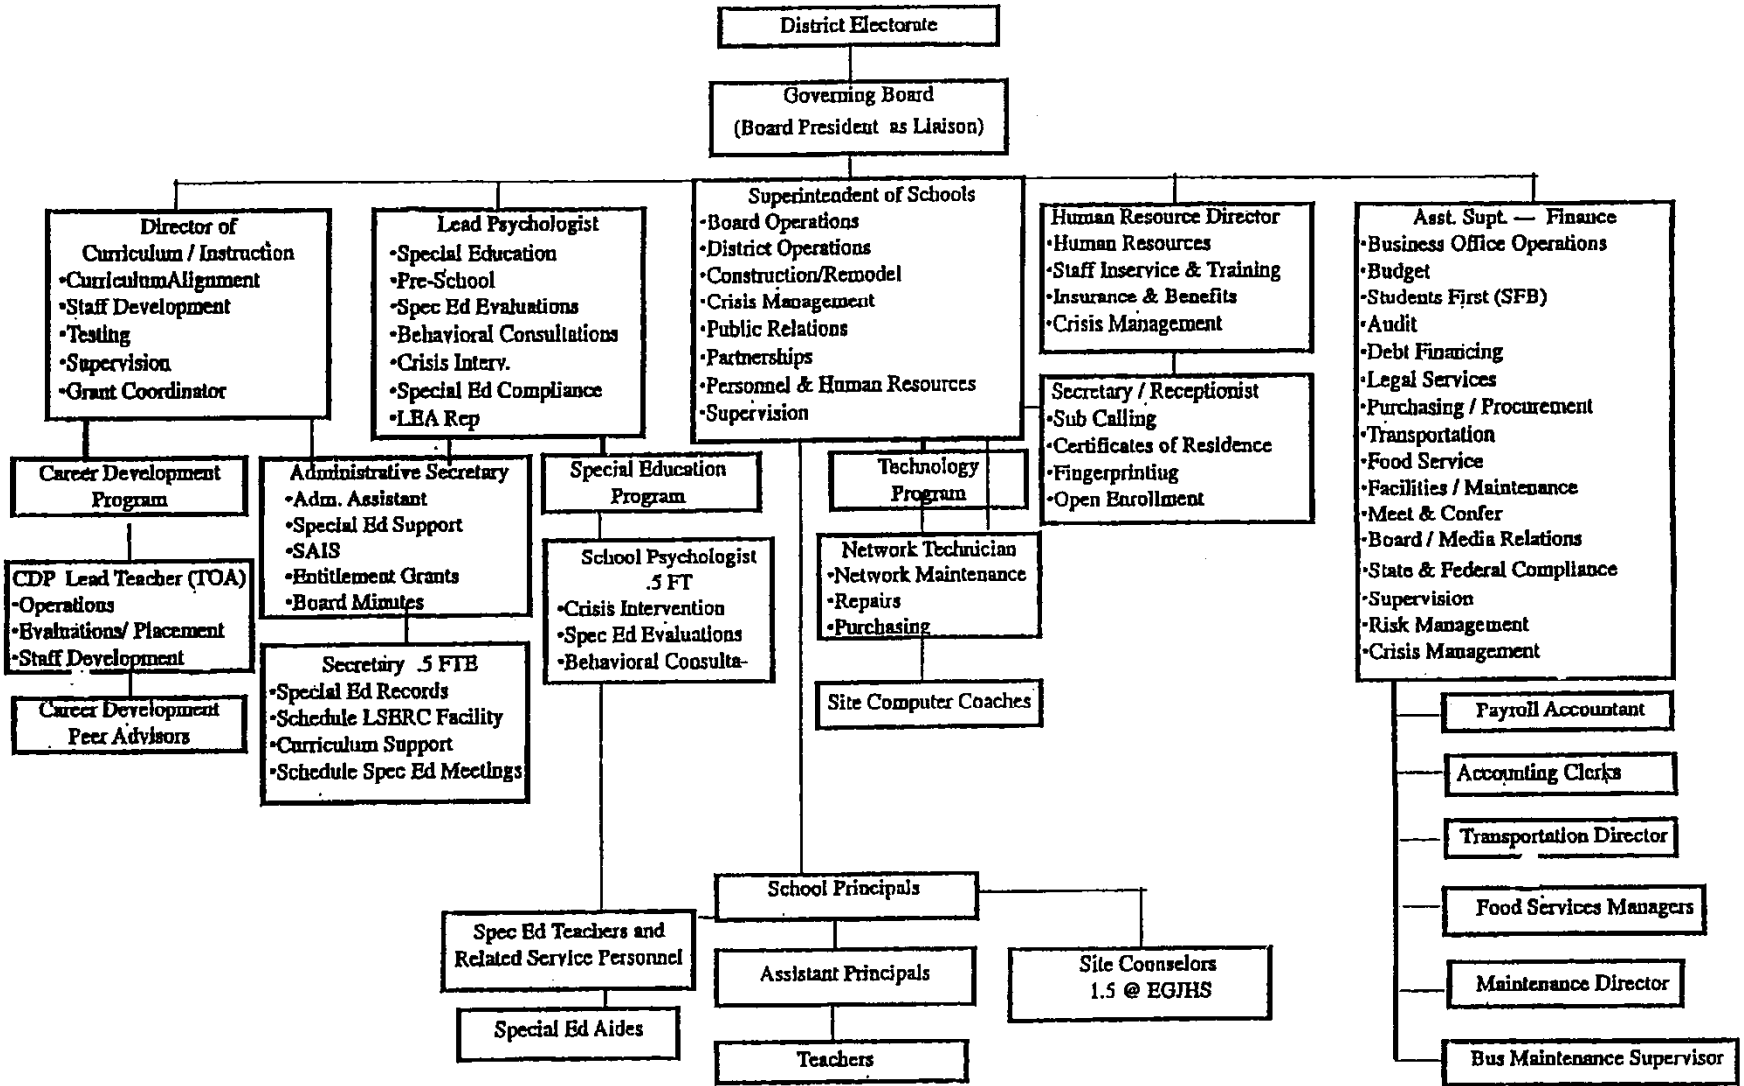 District Electorate
Governing Board
(Board President as Liaison)
Director of
Curriculum / Instruction
•CurriculumAlignment
•Staff Development
•Testing
•Supervision
•Grant Coordinator
Lead Psychologist
•Special Education
•Pre-School
•Spec Ed Evaluations
•Behavioral Consultations
•Crisis Interv.
•Special Ed Compliance
•LEA Rep
Superintendent of Schools
•Board Operations
•District Operations
•Construction/Remodel
•Crisis Management
•Public Relations
•Partnerships
•Personnel & Human Resources
•Supervision
Human Resource Director
•Human Resources
•Staff Inservice & Training
•Insurance & Benefits
•Crisis Management
Asst. Supt. — Finance
•Business Office Operations
•Budget
•Students First (SFB)
•Audit
•Debt Financing
•Legal Services
•Purchasing / Procurement
•Transportation
•Food Service
•Facilities / Maintenance
•Meet & Confer
•Board / Media Relations
•State & Federal Compliance
•Supervision
•Risk Management
•Crisis Management
Secretary / Receptionist
•Sub Calling
•Certificates of Residence
•Fingerprinting
•Open Enrollment
Career Development
Program
Administrative Secretary
•Adm. Assistant
•Special Ed Support
•SAIS
•Entitlement Grants
•Board Minutes
Special Education
Program
Technology
Program
School Psychologist
.5 FT
•Crisis Intervention
•Spec Ed Evaluations
•Behavioral Consulta-
Network Technician
•Network Maintenance
•Repairs
•Purchasing
CDP Lead Teacher (TOA)
•Operations
•Evaluations/ Placement
•Staff Development
Secretary .5 FTE
•Special Ed Records
•Schedule LSERC Facility
•Curriculum Support
•Schedule Spec Ed Meetings
Career Development
Peer Advisors
Site Computer Coaches
Payroll Accountant
Accounting Clerks
Transportation Director
Food Services Managers
Maintenance Director
Bus Maintenance Supervisor
School Principals
Spec Ed Teachers and
Related Service Personnel
Assistant Principals
Site Counselors
1.5 @ EGJHS
Special Ed Aides
Teachers